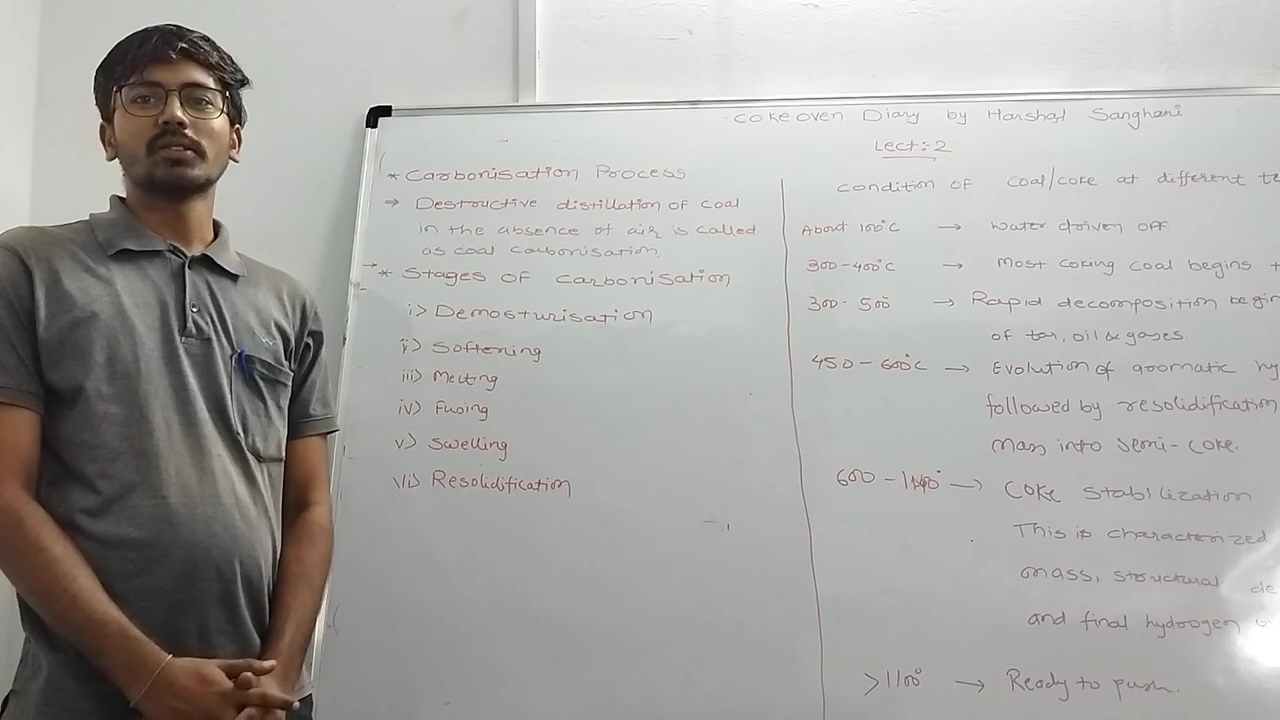 Cokeoven Diary by Harshal Sanghani
Lect:2
* Carbonisation Process
→ Destructive distillation of coal
in the absence of air is called
as coal carbonisation.
* Stages of carbonisation
i> Demosturisation
ii) Softening
iii) Melting
iv) Fusing
v> Swelling
vi) Resolidification
condition of coal/coke at different te
About 100°C → Water driven off.
300-400°C → Most coking coal begins t
300-500 → Rapid decomposition begin
of tar, oil & gases.
450-600°C → Evolution of aromatic hy
followed by resolidification
Mass into Semi-coke.
600- → Coke Stablization
This is characterized
mass, structural de
and final hydrogen
>1100° → Ready to push.